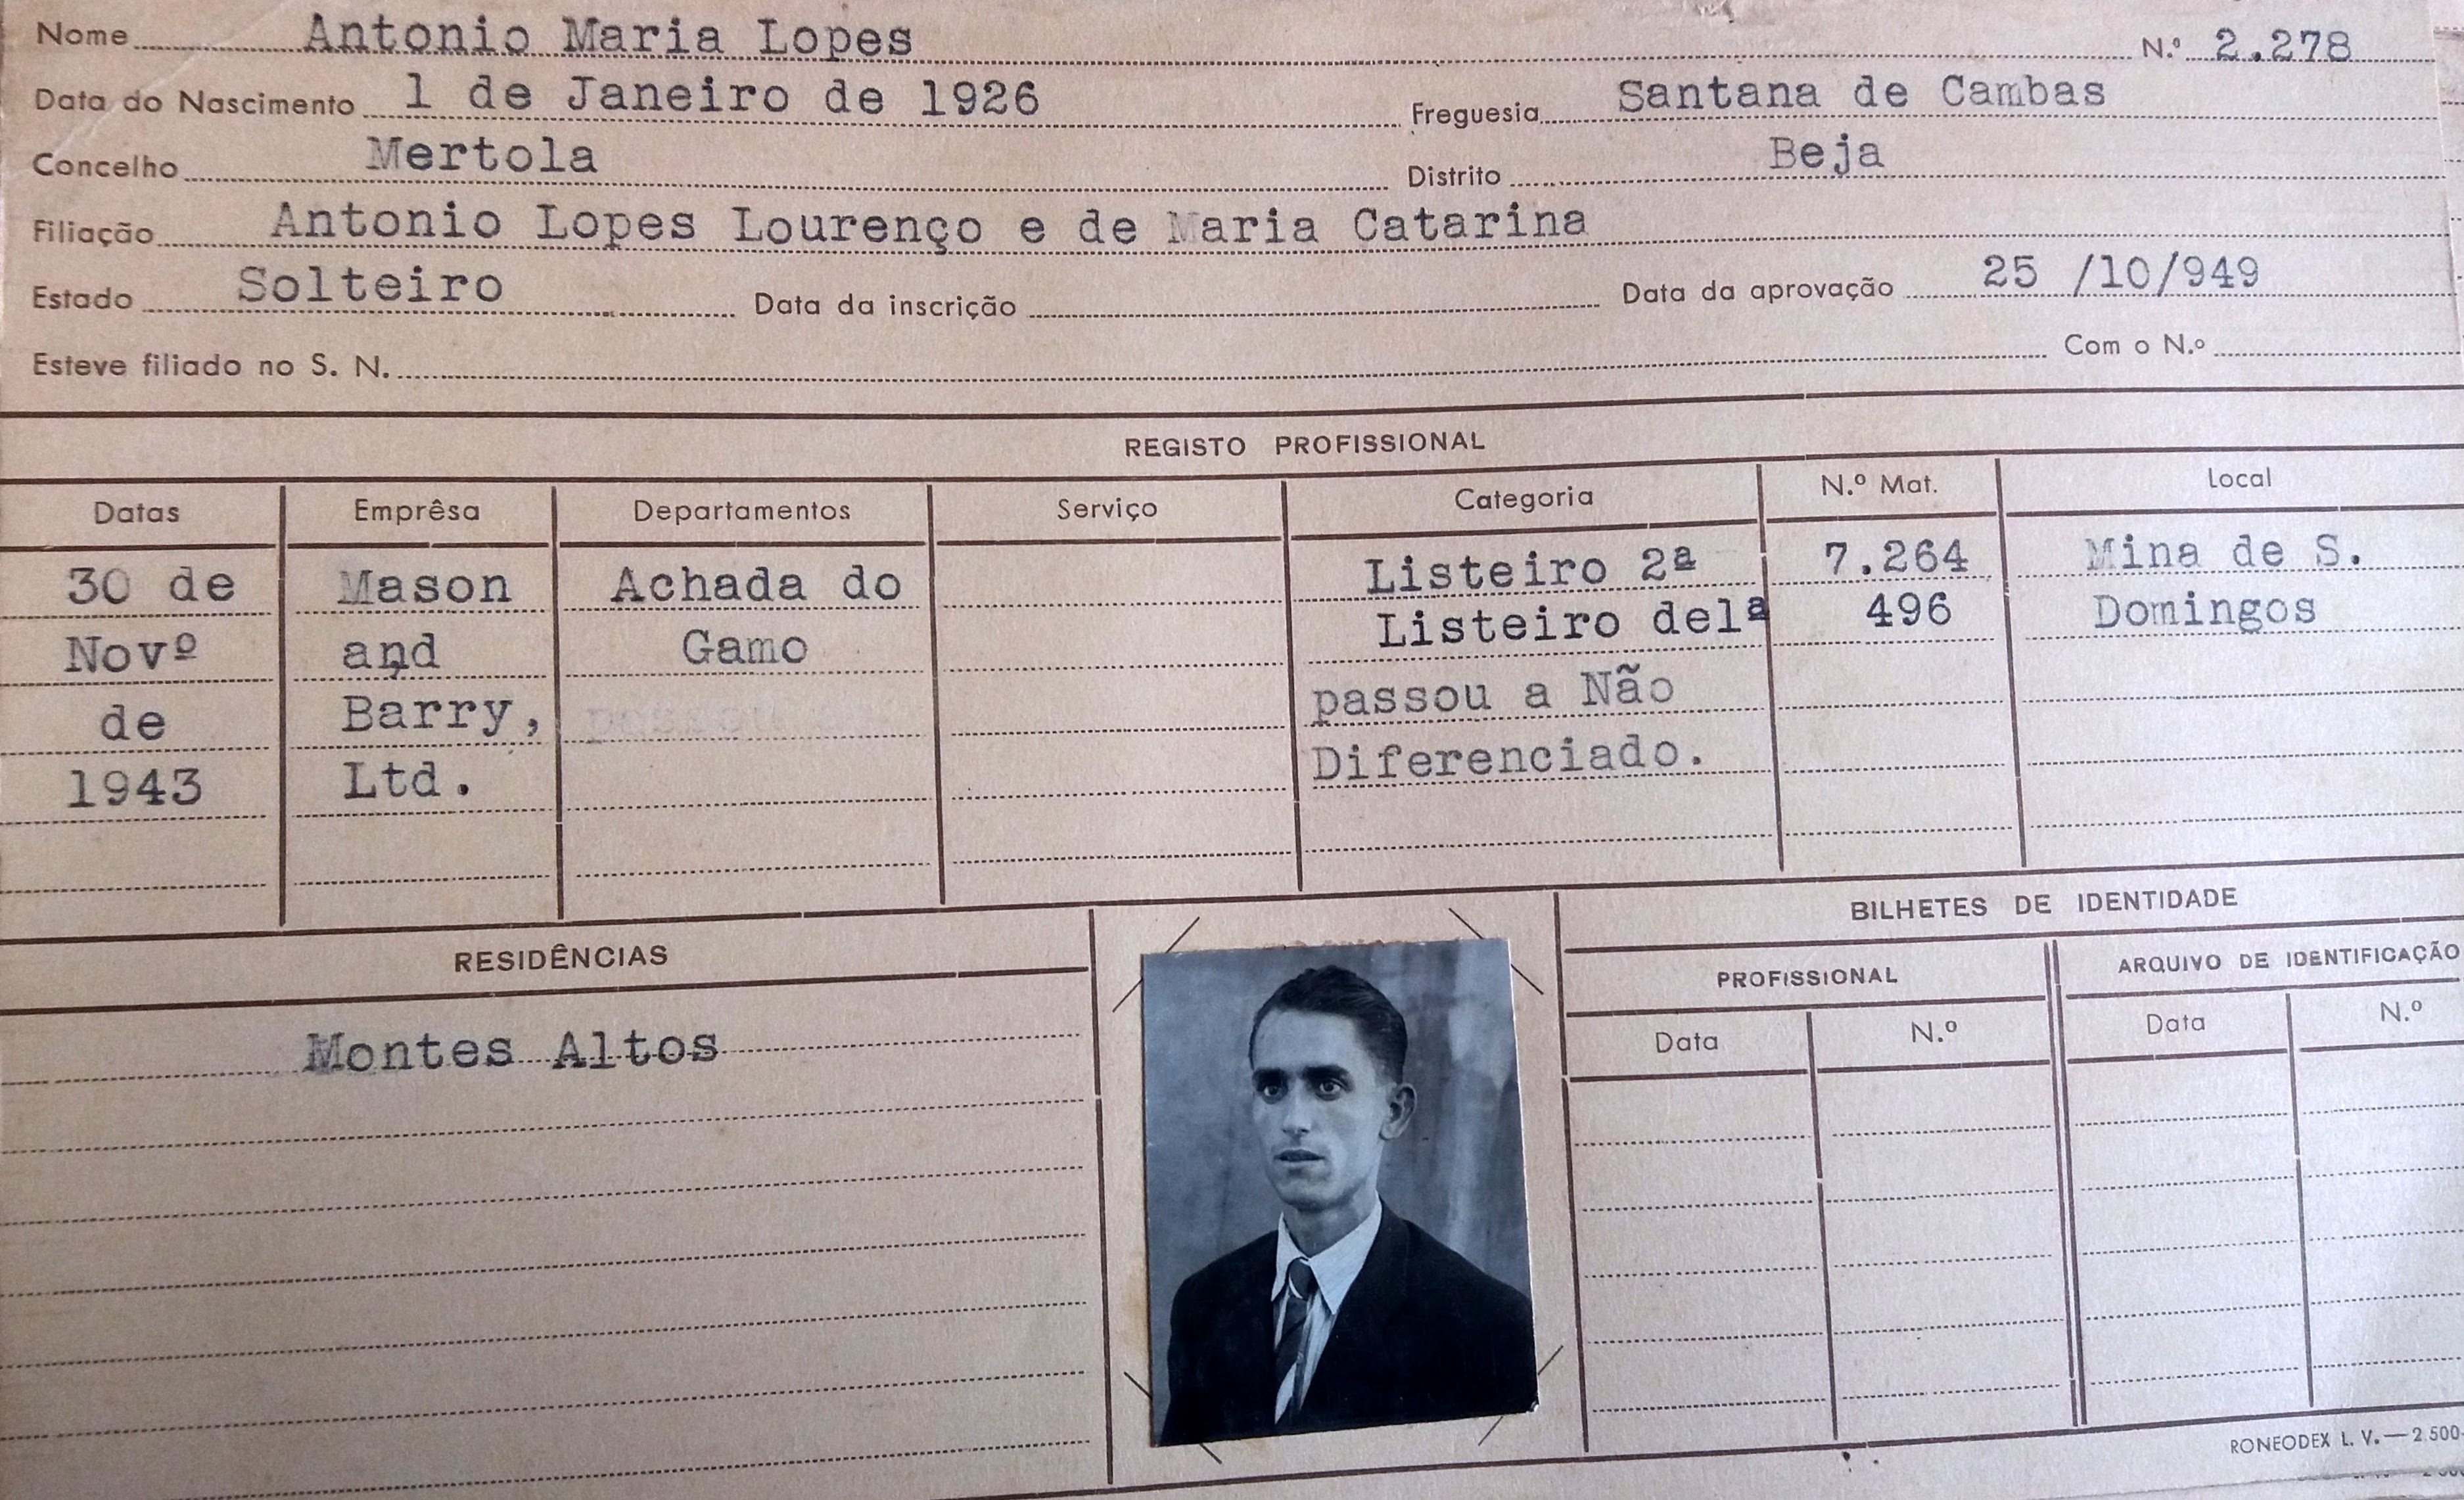 Nome Antonio Maria Lopes N.º 2.278
Data do Nascimento 1 de Janeiro de 1926 Freguesia Santana de Cambas
Concelho Mertola Distrito Beja
Filiação Antonio Lopes Lourenço e de Maria Catarina
Estado Solteiro Data da inscrição Data da aprovação 25 /10/949
Esteve filiado no S. N. Com o N.º
REGISTO PROFISSIONAL
Datas Emprêsa Departamentos Serviço Categoria N.º Mat. Local
30 de Mason Achada do Listeiro 2ª 7.264 Mina de S.
Novº and Gamo Listeiro de1ª 496 Domingos
de Barry, passou a Não
1943 Ltd. Diferenciado.
RESIDÊNCIAS
Montes Altos
BILHETES DE IDENTIDADE
PROFISSIONAL ARQUIVO DE IDENTIFICAÇÃO
Data N.º Data N.º
RONEODEX L. V.—2.500